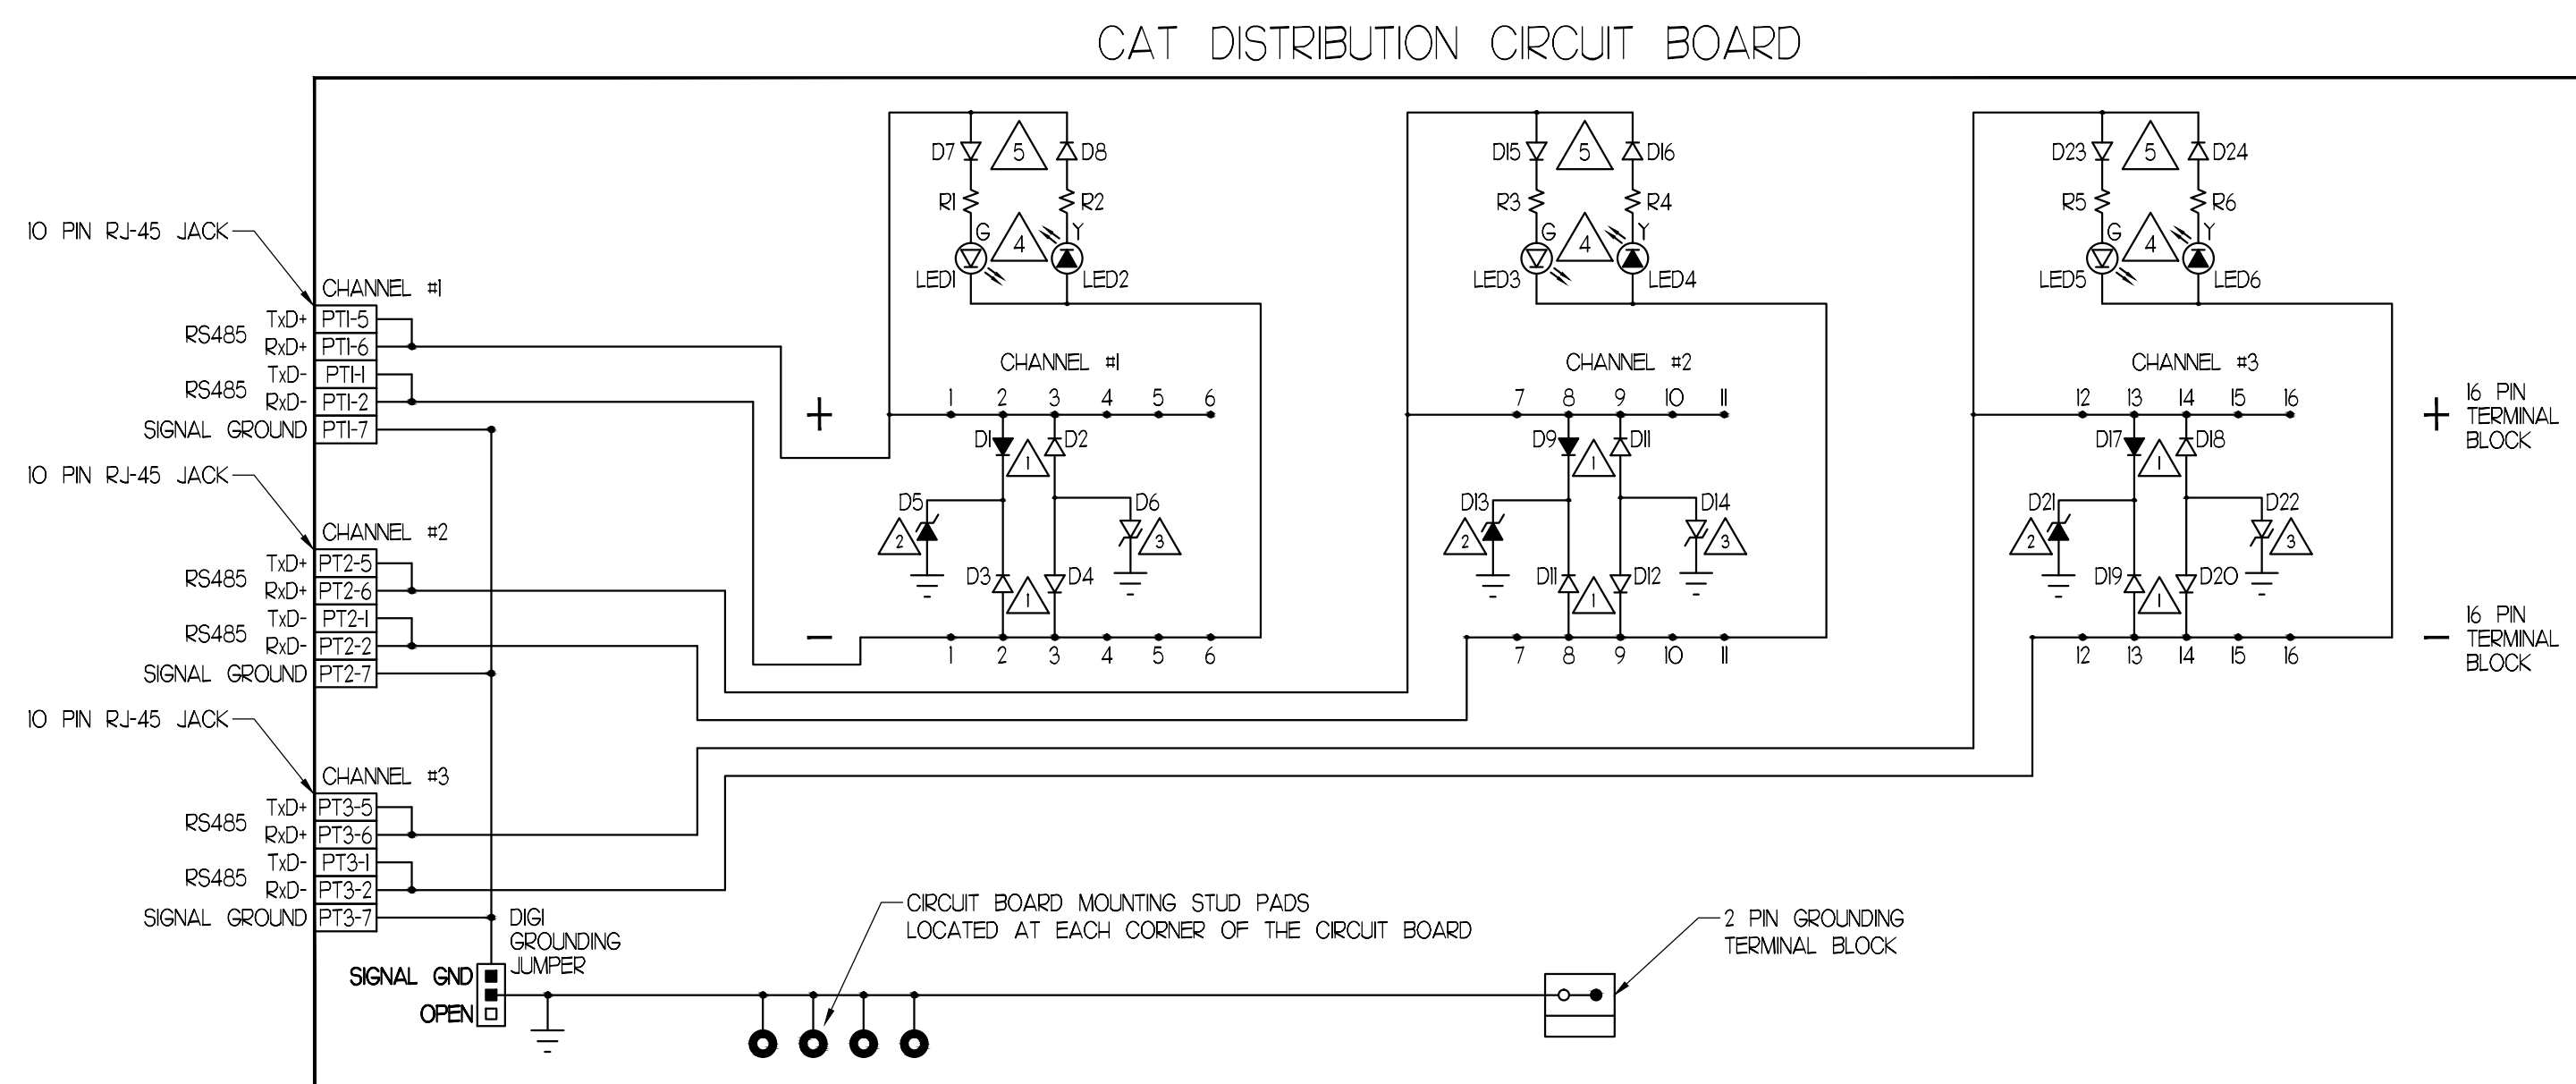 CAT DISTRIBUTION CIRCUIT BOARD
D7
5
D8
D15
5
D16
D23
5
D24
R1
R2
R3
R4
R5
R6
G
4
Y
G
4
Y
G
4
Y
LED1
LED2
LED3
LED4
LED5
LED6
10 PIN RJ-45 JACK
CHANNEL #1
RS485
TxD+
PT1-5
RxD+
PT1-6
RS485
TxD-
PT1-1
RxD-
PT1-2
SIGNAL GROUND
PT1-7
10 PIN RJ-45 JACK
CHANNEL #2
RS485
TxD+
PT2-5
RxD+
PT2-6
RS485
TxD-
PT2-1
RxD-
PT2-2
SIGNAL GROUND
PT2-7
10 PIN RJ-45 JACK
CHANNEL #3
RS485
TxD+
PT3-5
RxD+
PT3-6
RS485
TxD-
PT3-1
RxD-
PT3-2
SIGNAL GROUND
PT3-7
CHANNEL #1
+
1 2 3 4 5 6
D1
1
D2
D5
2
D6
3
D3
1
D4
−
1 2 3 4 5 6
CHANNEL #2
7 8 9 10 11
D9
1
D11
D13
2
D14
3
D11
1
D12
7 8 9 10 11
CHANNEL #3
12 13 14 15 16
D17
1
D18
D21
2
D22
3
D19
1
D20
12 13 14 15 16
+
16 PIN
TERMINAL
BLOCK
−
16 PIN
TERMINAL
BLOCK
DIGI
GROUNDING
JUMPER
SIGNAL GND
OPEN
CIRCUIT BOARD MOUNTING STUD PADS
LOCATED AT EACH CORNER OF THE CIRCUIT BOARD
2 PIN GROUNDING
TERMINAL BLOCK